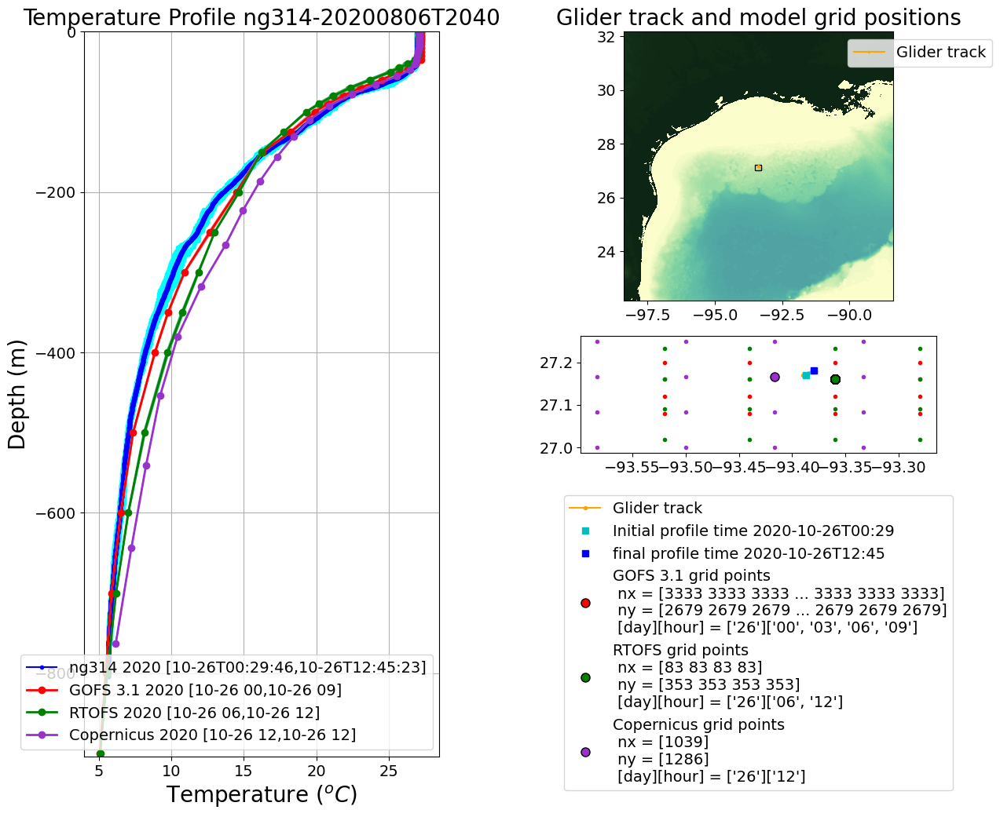 Temperature Profile ng314-20200806T2040
0
−200
−400
−600
−800
Depth (m)
5
10
15
20
25
Temperature (°C)
ng314 2020 [10-26T00:29:46,10-26T12:45:23]
GOFS 3.1 2020 [10-26 00,10-26 09]
RTOFS 2020 [10-26 06,10-26 12]
Copernicus 2020 [10-26 12,10-26 12]
Glider track and model grid positions
32
30
28
26
24
−97.5
−95.0
−92.5
−90.0
Glider track
27.2
27.1
27.0
−93.55
−93.50
−93.45
−93.40
−93.35
−93.30
Glider track
Initial profile time 2020-10-26T00:29
final profile time 2020-10-26T12:45
GOFS 3.1 grid points
nx = [3333 3333 3333 ... 3333 3333 3333]
ny = [2679 2679 2679 ... 2679 2679 2679]
[day][hour] = ['26']['00', '03', '06', '09']
RTOFS grid points
nx = [83 83 83 83]
ny = [353 353 353 353]
[day][hour] = ['26']['06', '12']
Copernicus grid points
nx = [1039]
ny = [1286]
[day][hour] = ['26']['12']